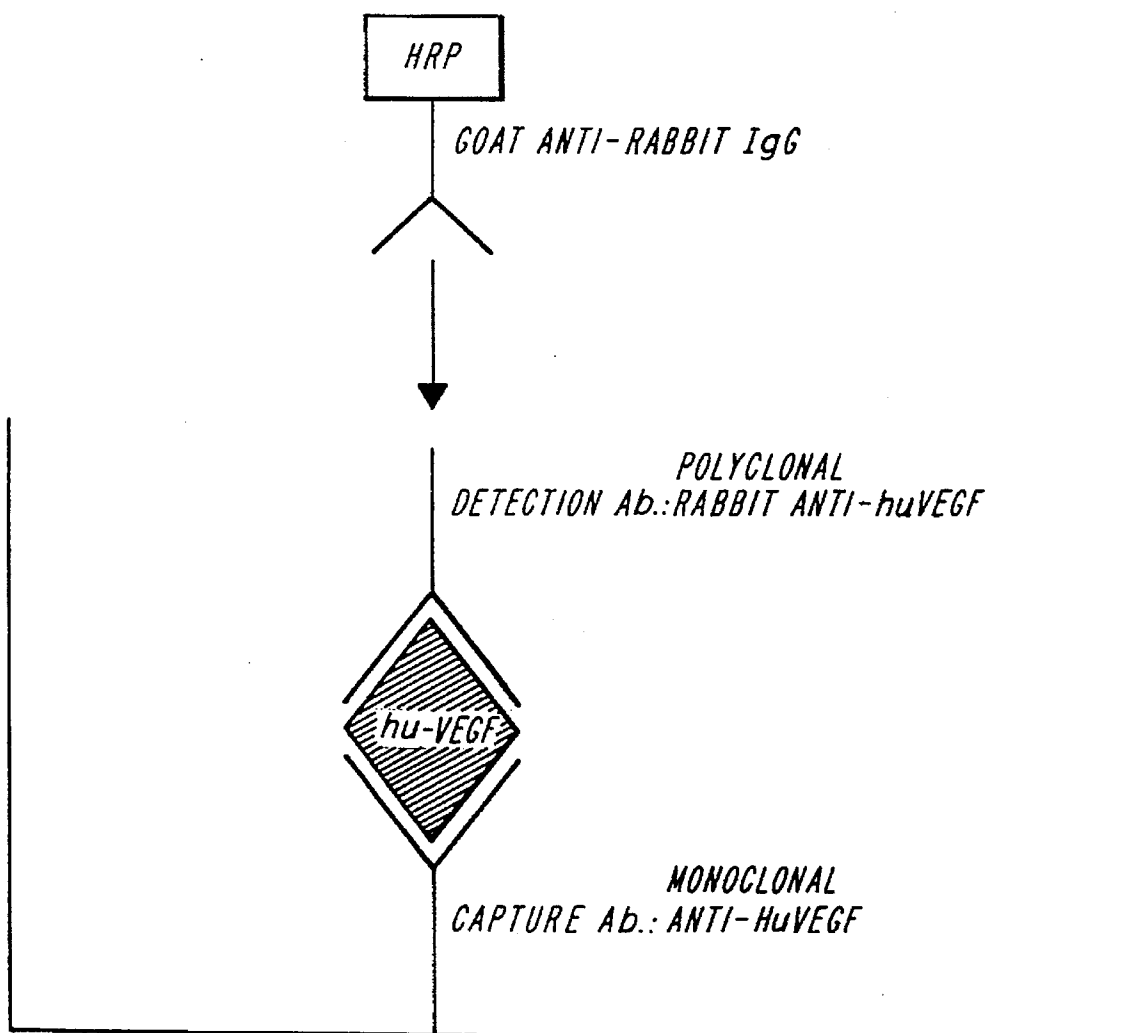 HRP
GOAT ANTI-RABBIT IgG
POLYCLONAL
DETECTION Ab.:RABBIT ANTI-huVEGF
hu-VEGF
MONOCLONAL
CAPTURE Ab.: ANTI-HuVEGF